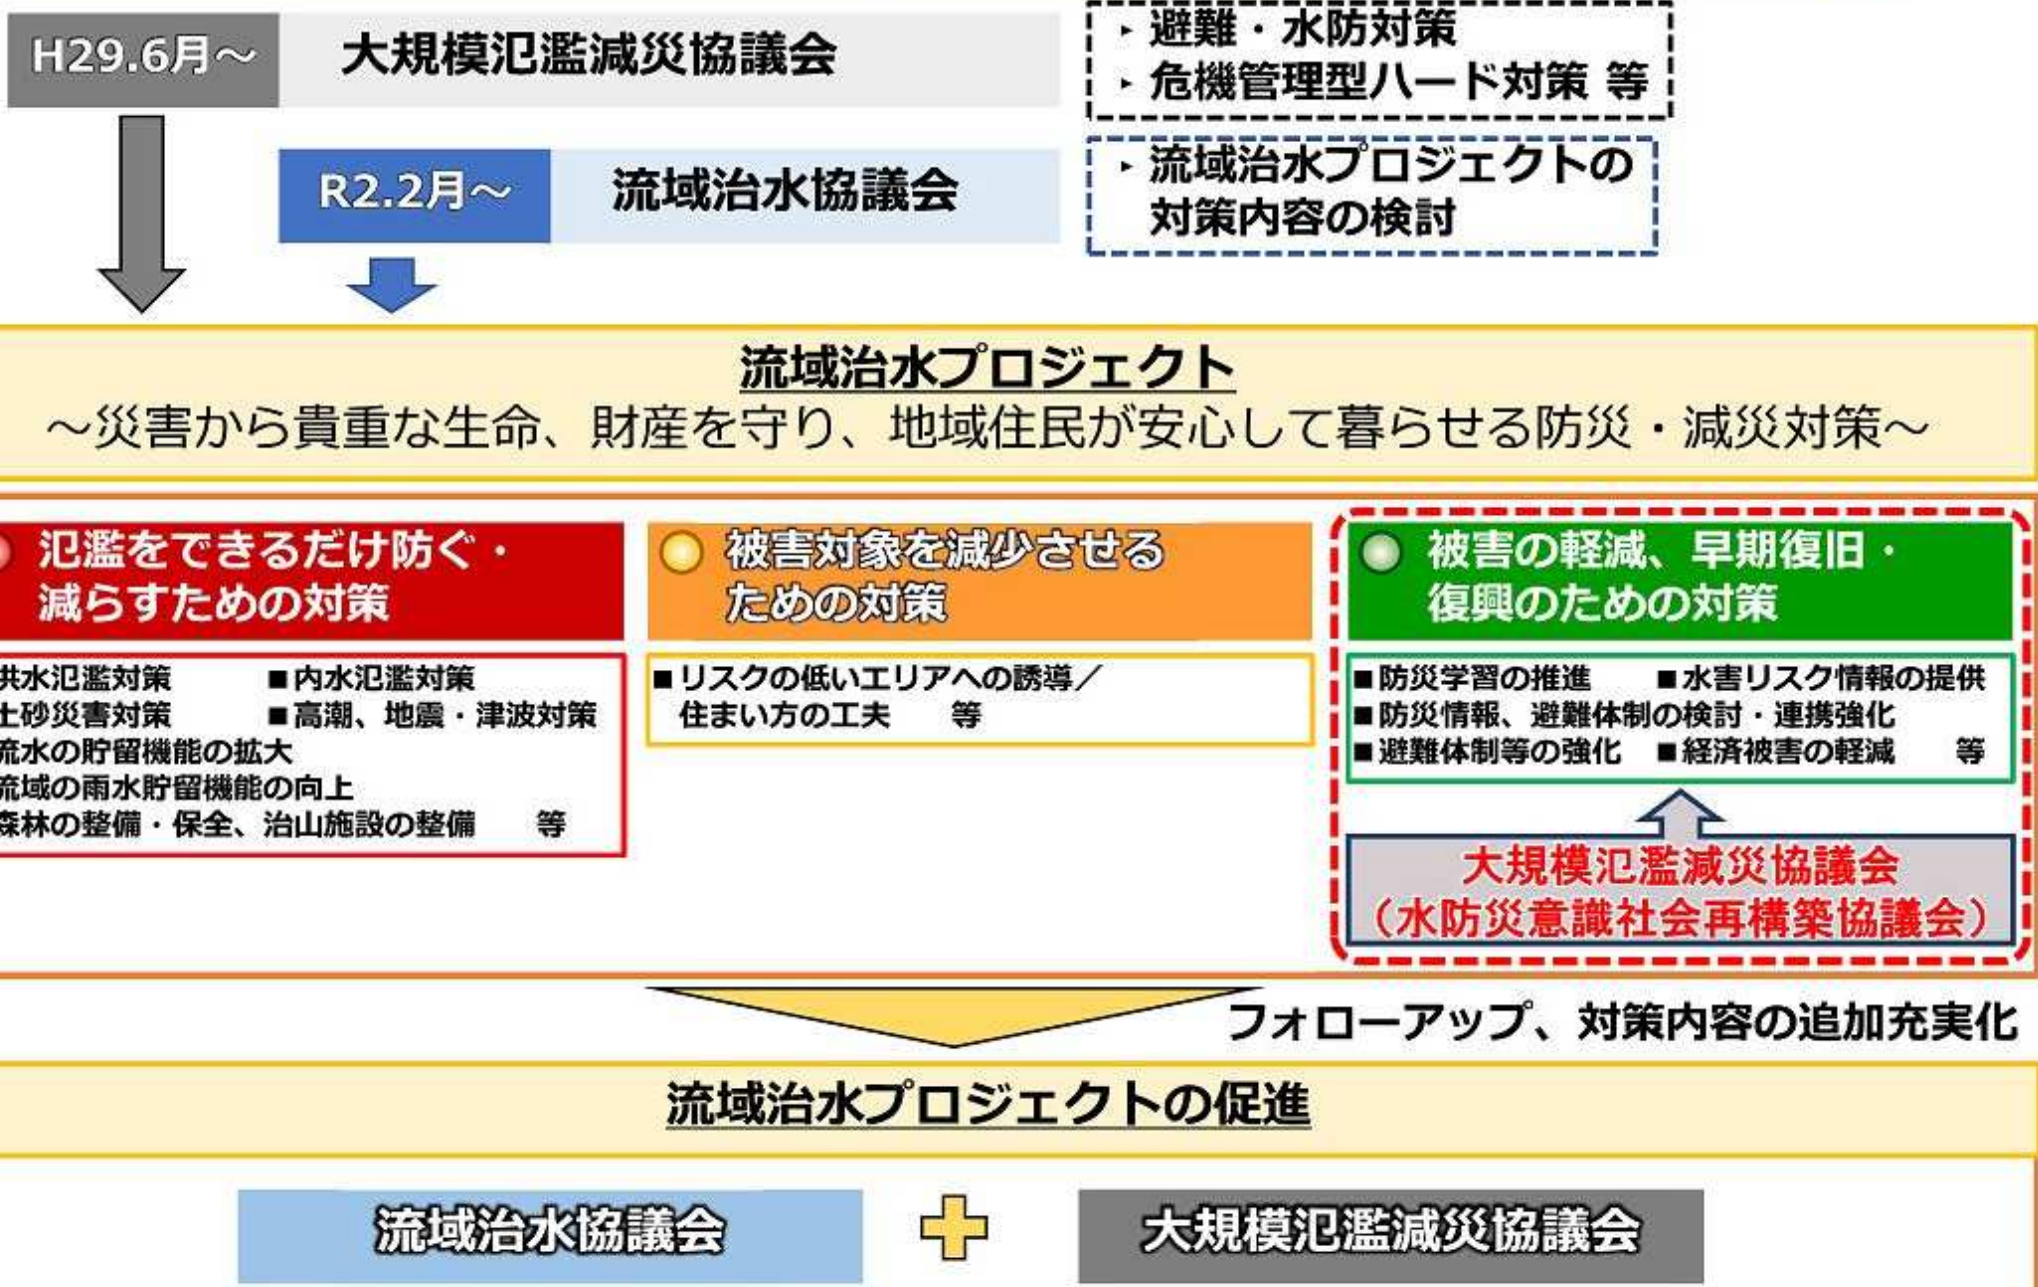 H29.6月～ 大規模氾濫減災協議会
‣ 避難・水防対策
‣ 危機管理型ハード対策 等
R2.2月～ 流域治水協議会
‣ 流域治水プロジェクトの
対策内容の検討
流域治水プロジェクト
～災害から貴重な生命、財産を守り、地域住民が安心して暮らせる防災・減災対策～
氾濫をできるだけ防ぐ・
減らすための対策
洪水氾濫対策 ■内水氾濫対策
土砂災害対策 ■高潮、地震・津波対策
流水の貯留機能の拡大
流域の雨水貯留機能の向上
森林の整備・保全、治山施設の整備 等
被害対象を減少させる
ための対策
■リスクの低いエリアへの誘導／
住まい方の工夫 等
被害の軽減、早期復旧・
復興のための対策
■防災学習の推進 ■水害リスク情報の提供
■防災情報、避難体制の検討・連携強化
■避難体制等の強化 ■経済被害の軽減 等
大規模氾濫減災協議会
（水防災意識社会再構築協議会）
フォローアップ、対策内容の追加充実化
流域治水プロジェクトの促進
流域治水協議会 + 大規模氾濫減災協議会